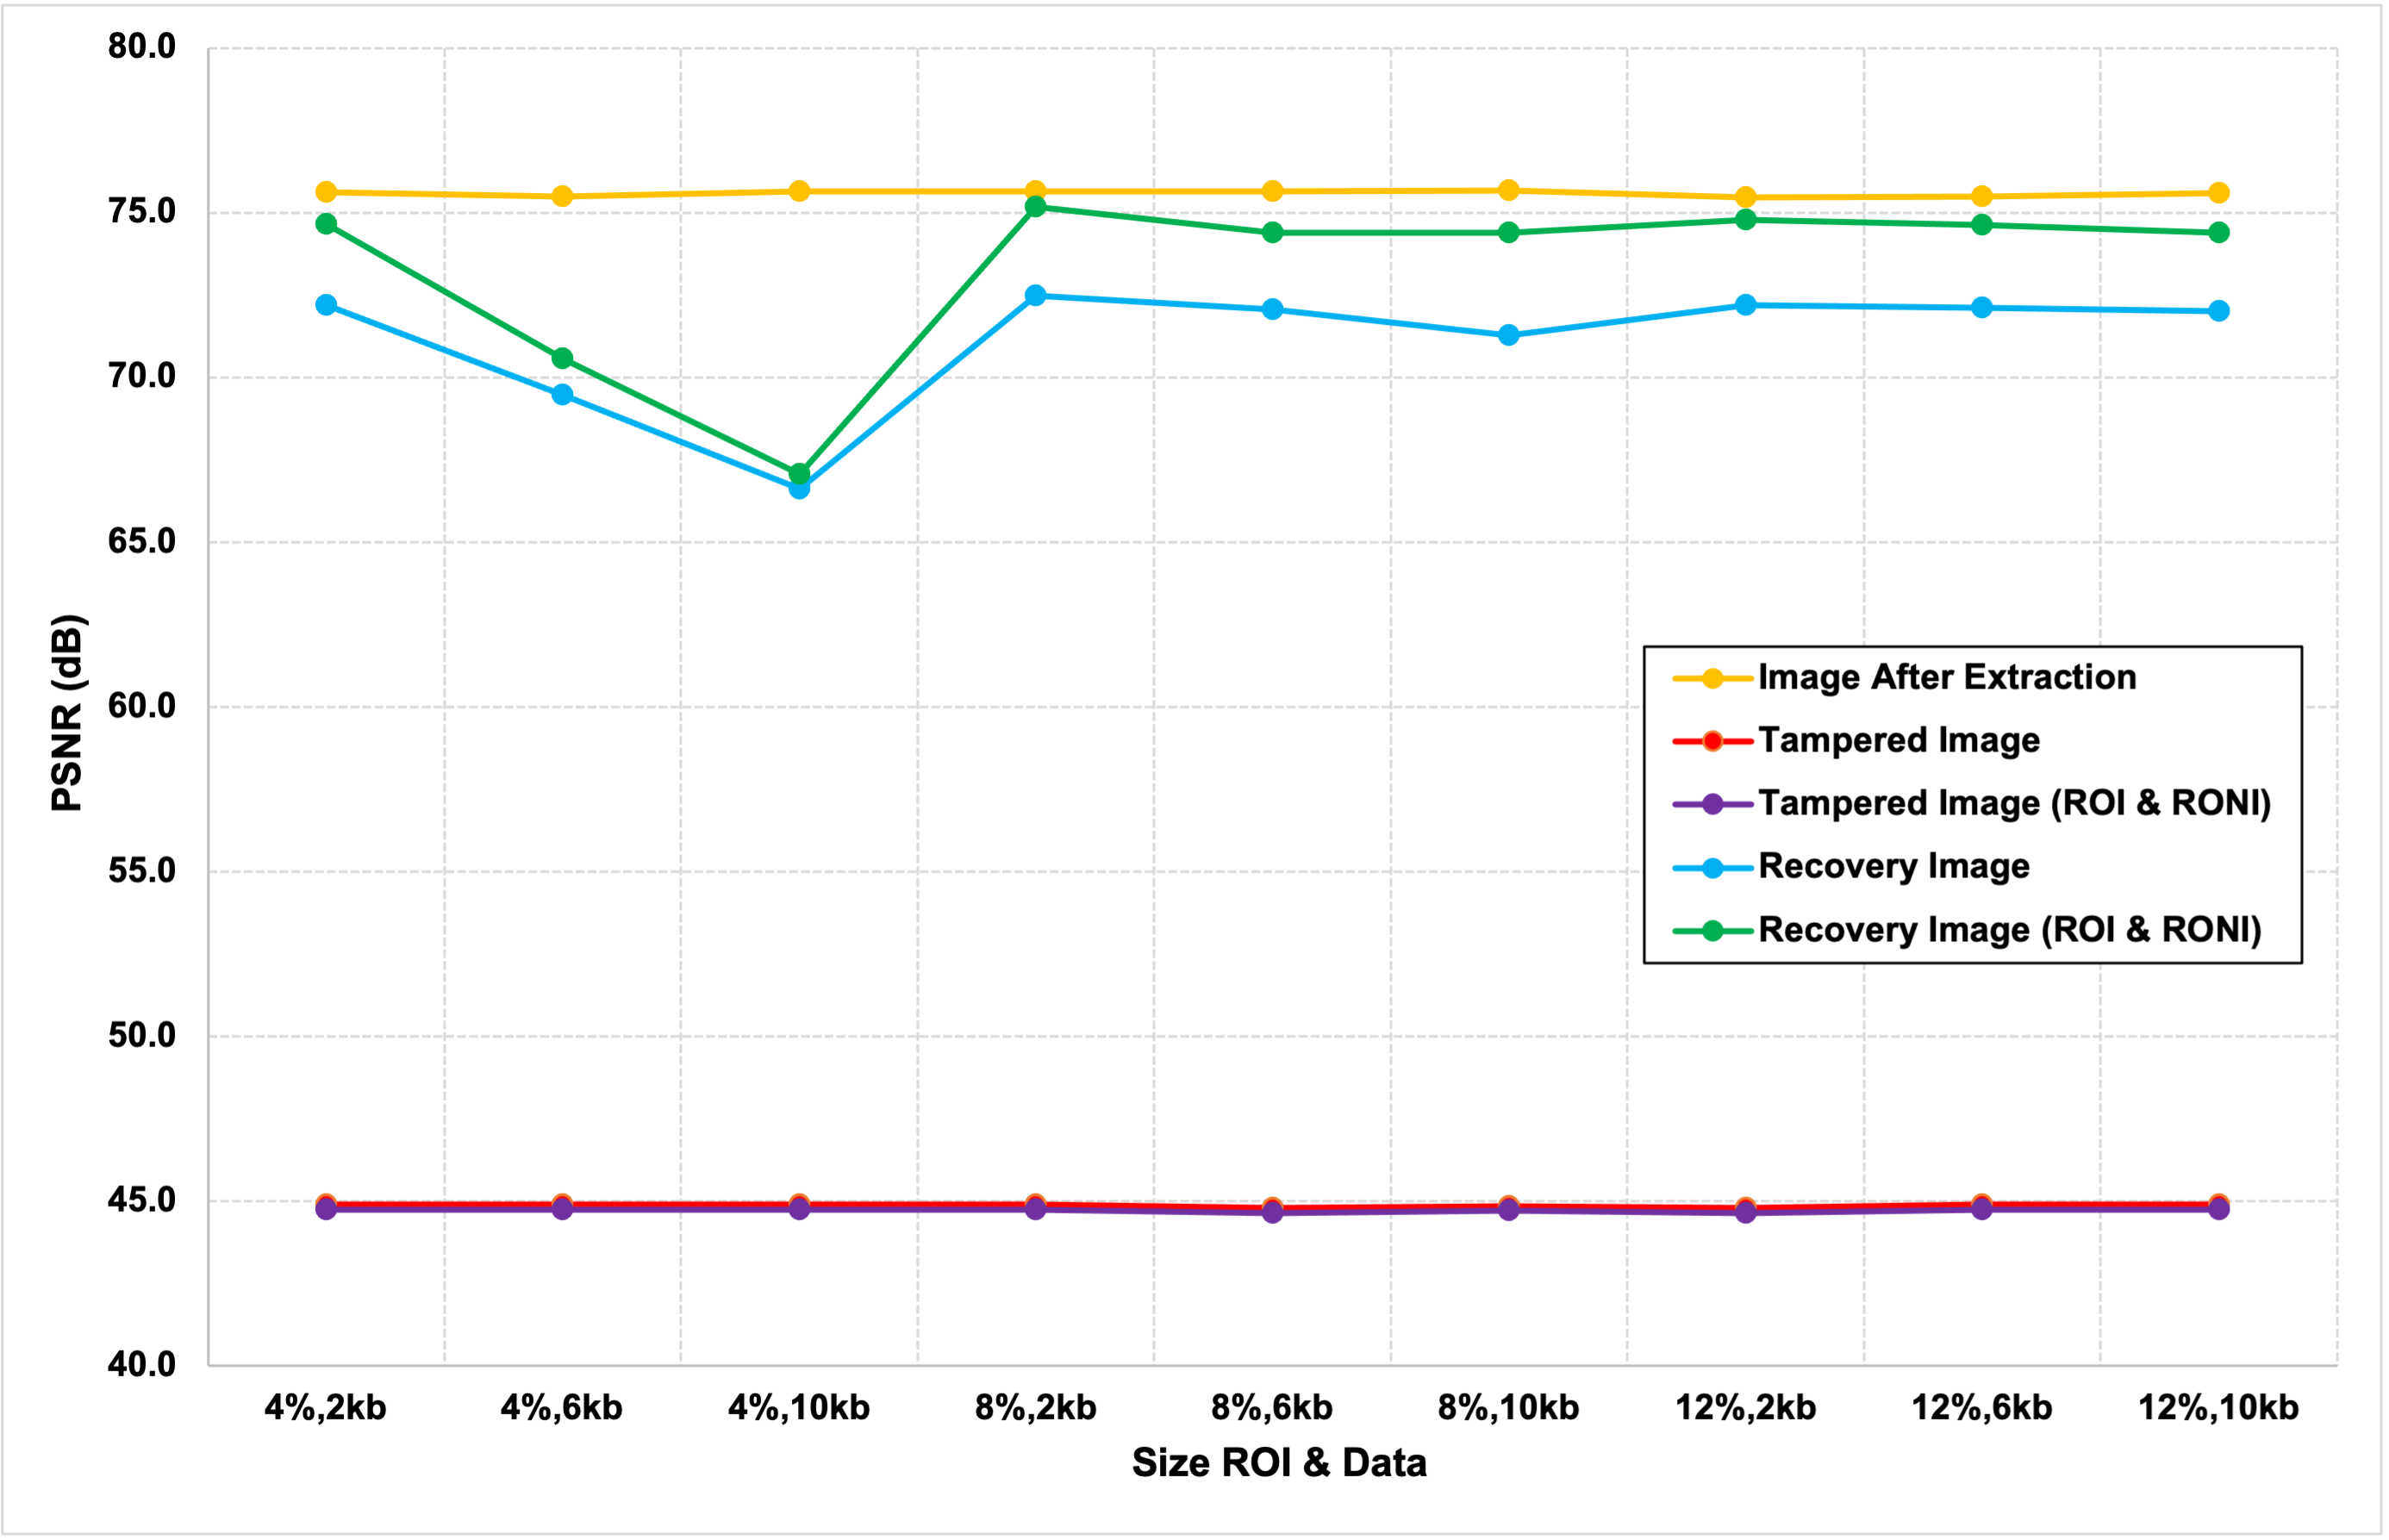 80.0
75.0
70.0
65.0
60.0
55.0
50.0
45.0
40.0
PSNR (dB)
Image After Extraction
Tampered Image
Tampered Image (ROI & RONI)
Recovery Image
Recovery Image (ROI & RONI)
4%,2kb 4%,6kb 4%,10kb 8%,2kb 8%,6kb 8%,10kb 12%,2kb 12%,6kb 12%,10kb
Size ROI & Data